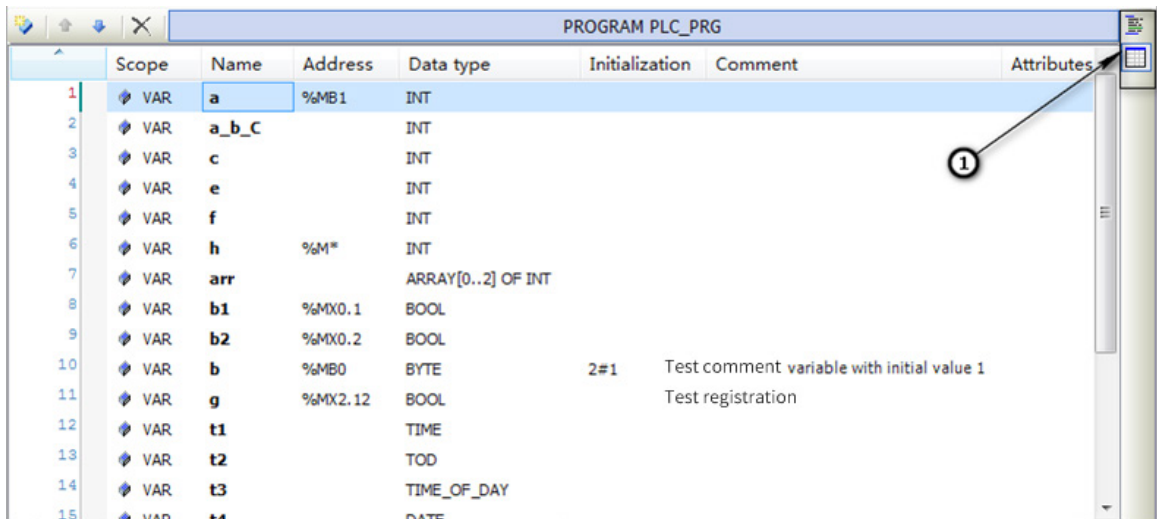 PROGRAM PLC_PRG
Scope Name Address Data type Initialization Comment Attributes
1 VAR a %MB1 INT
2 VAR a_b_C INT
3 VAR c INT
1
4 VAR e INT
5 VAR f INT
6 VAR h %M* INT
7 VAR arr ARRAY[0..2] OF INT
8 VAR b1 %MX0.1 BOOL
9 VAR b2 %MX0.2 BOOL
10 VAR b %MB0 BYTE 2#1 Test comment variable with initial value 1
11 VAR g %MX2.12 BOOL Test registration
12 VAR t1 TIME
13 VAR t2 TOD
14 VAR t3 TIME_OF_DAY
15 VAR t4 DATE